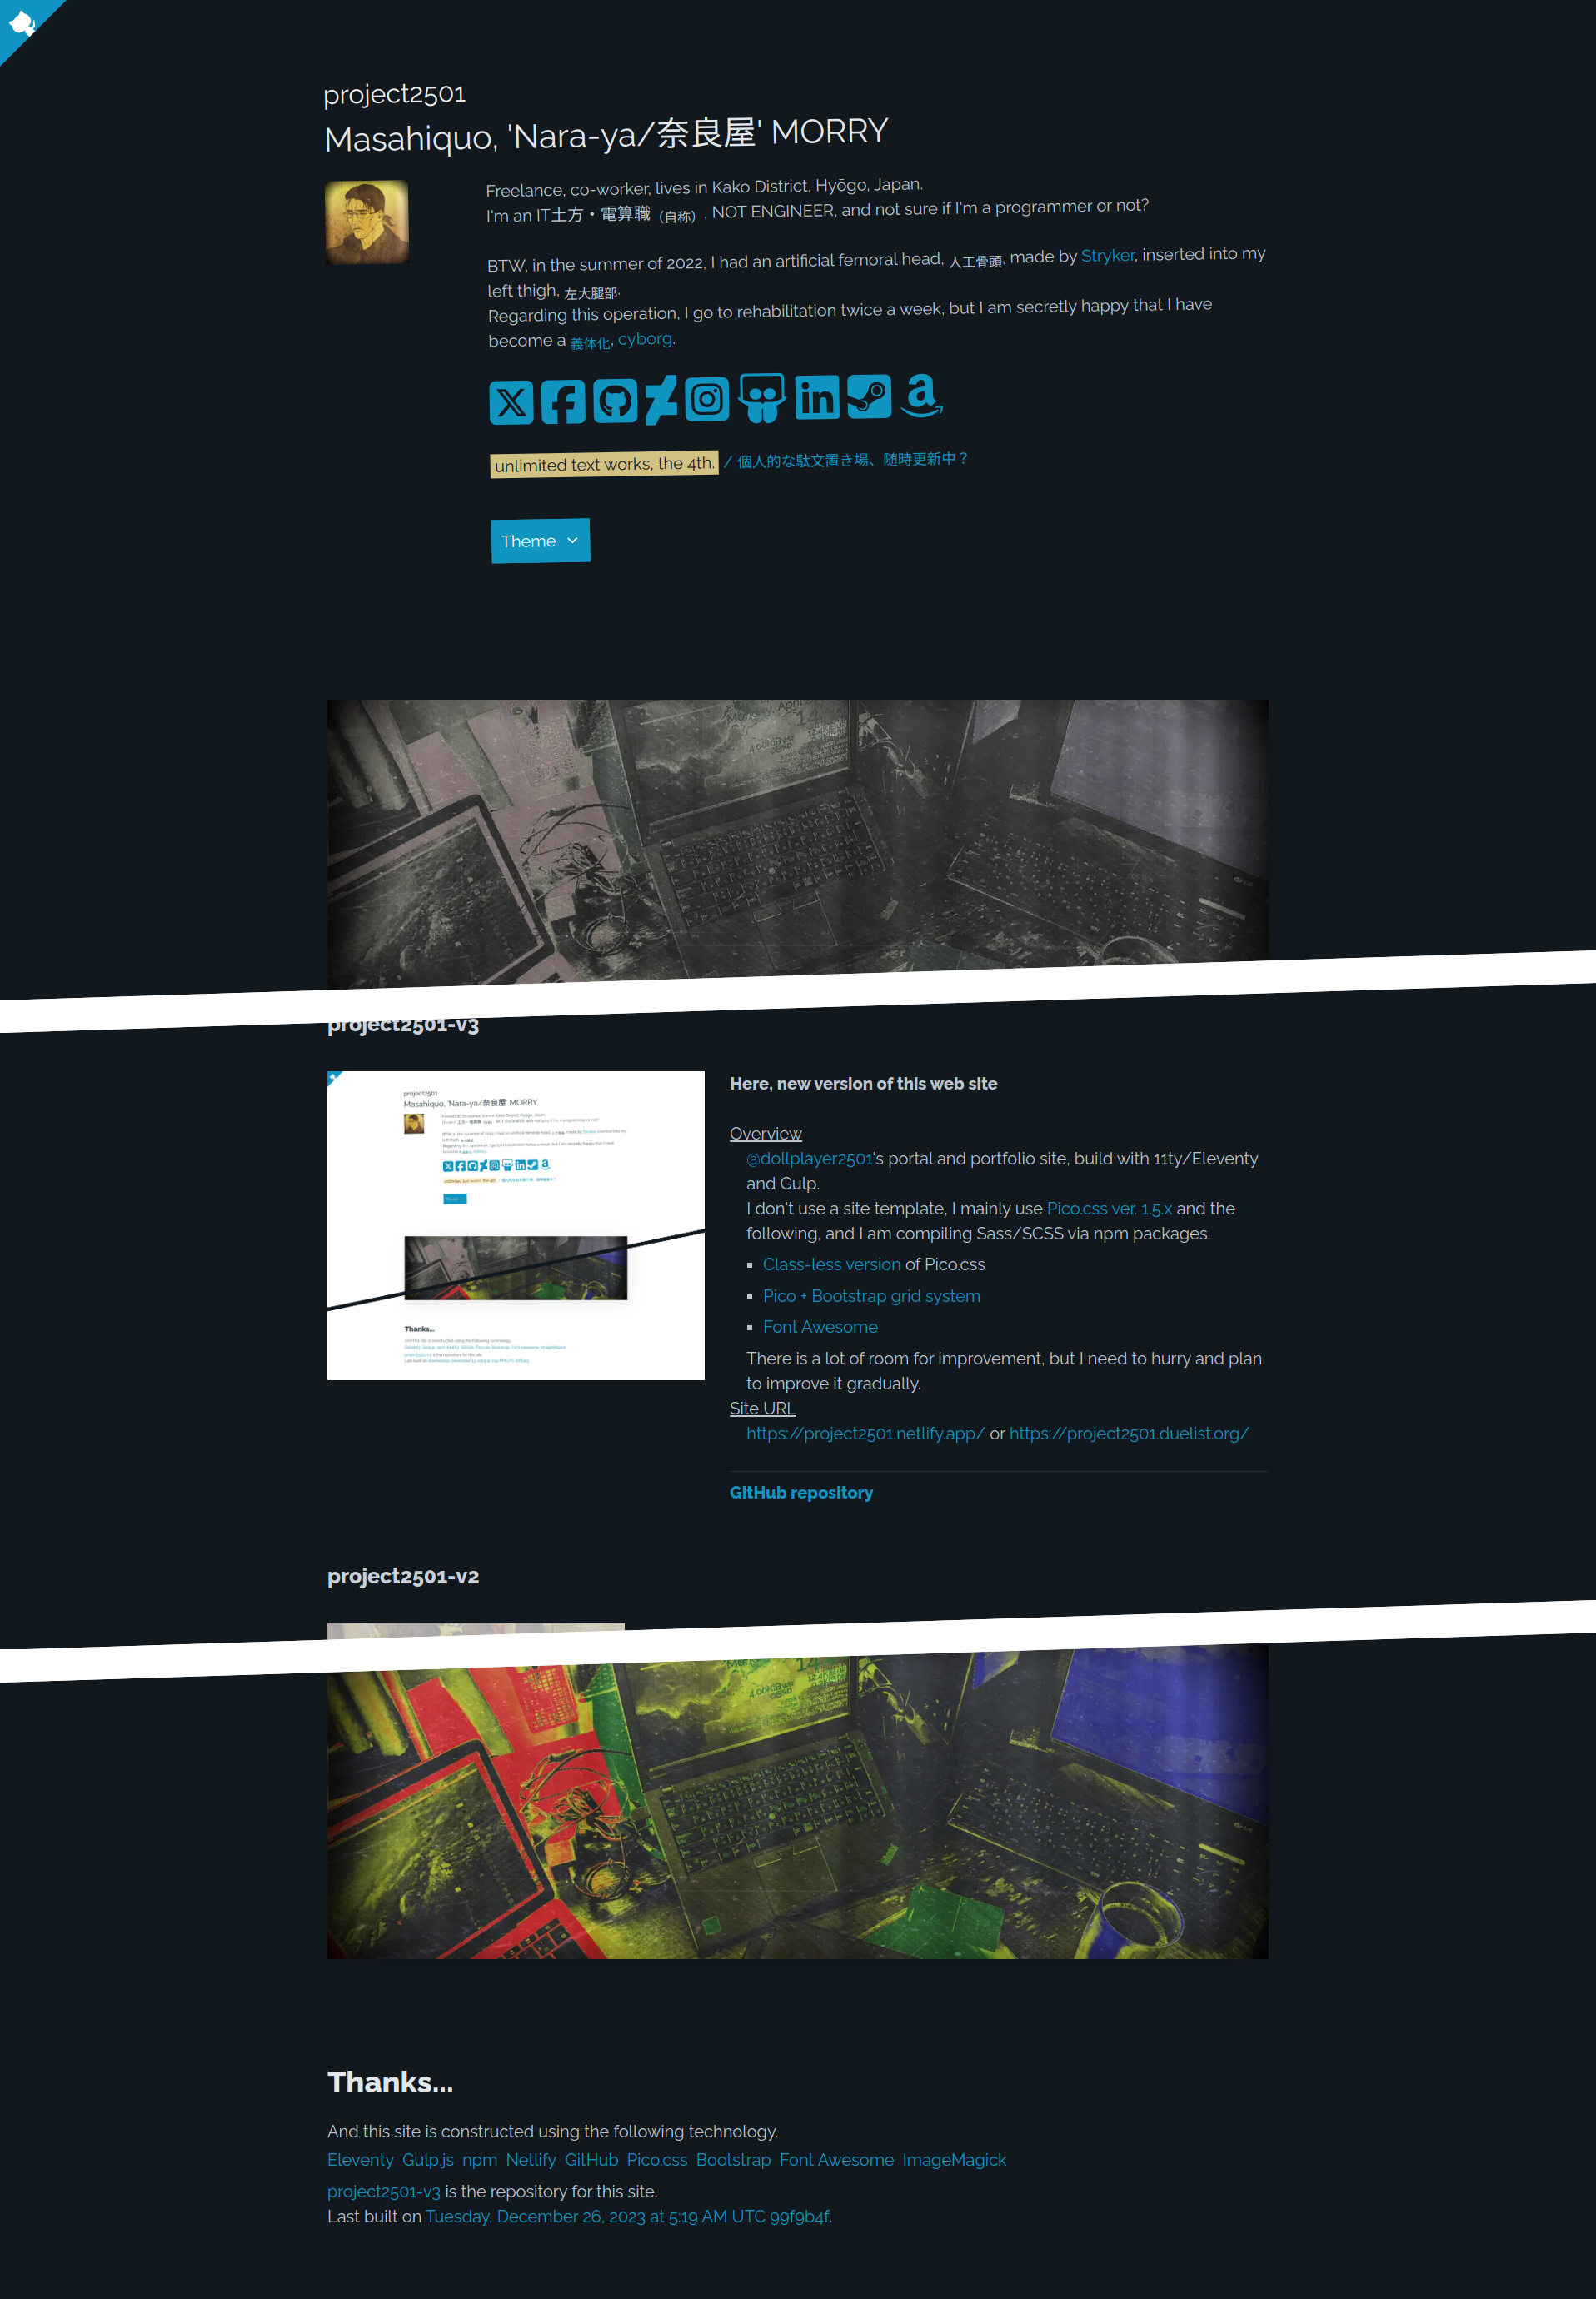 project2501
Masahiquo, 'Nara-ya/奈良屋' MORRY
Freelance, co-worker, lives in Kako District, Hyōgo, Japan.
I'm an IT土方・電算職（自称）, NOT ENGINEER, and not sure if I'm a programmer or not?
BTW, in the summer of 2022, I had an artificial femoral head, 人工骨頭, made by Stryker, inserted into my
left thigh, 左大腿部.
Regarding this operation, I go to rehabilitation twice a week, but I am secretly happy that I have
become a 義体化, cyborg.
unlimited text works, the 4th. / 個人的な駄文置き場、随時更新中？
Theme
project2501-v3
project2501
Masahiquo, 'Nara-ya/奈良屋' MORRY
Thanks...
Here, new version of this web site
Overview
@dollplayer2501's portal and portfolio site, build with 11ty/Eleventy
and Gulp.
I don't use a site template, I mainly use Pico.css ver. 1.5.x and the
following, and I am compiling Sass/SCSS via npm packages.
Class-less version of Pico.css
Pico + Bootstrap grid system
Font Awesome
There is a lot of room for improvement, but I need to hurry and plan
to improve it gradually.
Site URL
https://project2501.netlify.app/ or https://project2501.duelist.org/
GitHub repository
project2501-v2
Thanks...
And this site is constructed using the following technology.
Eleventy Gulp.js npm Netlify GitHub Pico.css Bootstrap Font Awesome ImageMagick
project2501-v3 is the repository for this site.
Last built on Tuesday, December 26, 2023 at 5:19 AM UTC 99f9b4f.